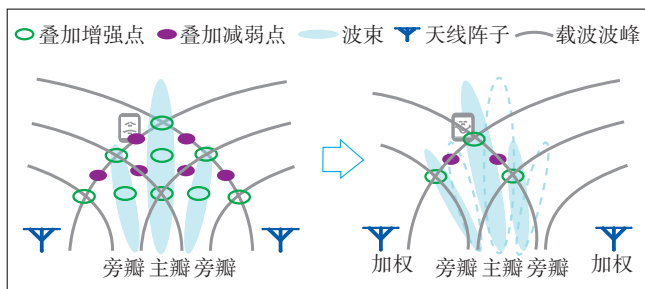 叠加增强点 叠加减弱点 波束 天线阵子 载波波峰
旁瓣 主瓣 旁瓣
加权 旁瓣 主瓣 旁瓣 加权